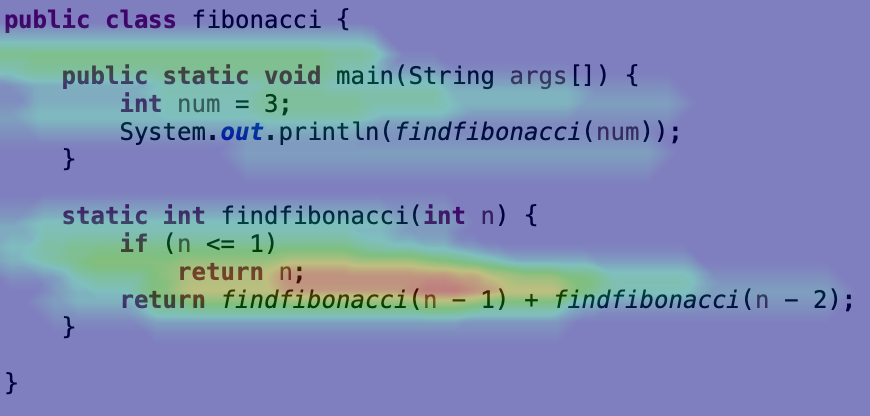 public class fibonacci {
public static void main(String args[]) {
int num = 3;
System.out.println(findfibonacci(num));
}
static int findfibonacci(int n) {
if (n <= 1)
return n;
return findfibonacci(n − 1) + findfibonacci(n − 2);
}
}